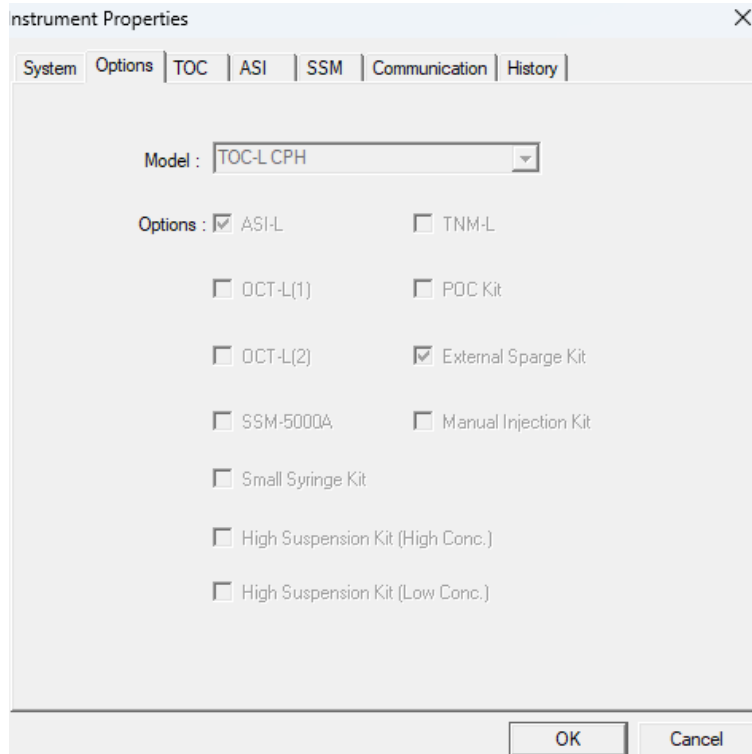 nstrument Properties
System Options TOC ASI SSM Communication History
Model : TOC-L CPH
Options : ASI-L TNM-L
OCT-L(1) POC Kit
OCT-L(2) External Sparge Kit
SSM-5000A Manual Injection Kit
Small Syringe Kit
High Suspension Kit (High Conc.)
High Suspension Kit (Low Conc.)
OK Cancel